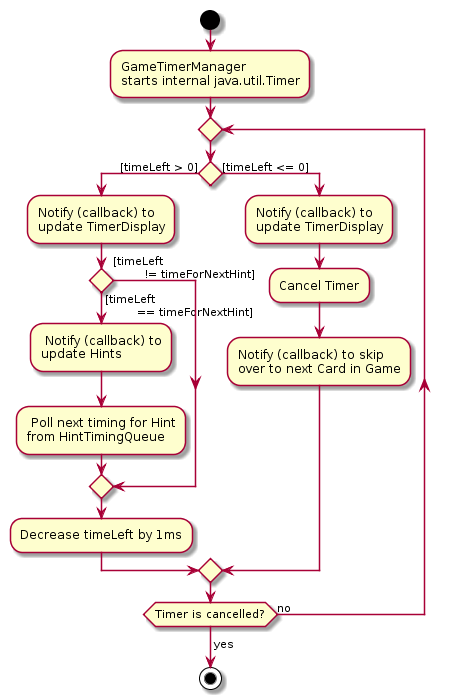 GameTimerManager
starts internal java.util.Timer
[timeLeft > 0]
[timeLeft <= 0]
Notify (callback) to
update TimerDisplay
Notify (callback) to
update TimerDisplay
[timeLeft
!= timeForNextHint]
Cancel Timer
[timeLeft
== timeForNextHint]
Notify (callback) to
update Hints
Notify (callback) to skip
over to next Card in Game
Poll next timing for Hint
from HintTimingQueue
Decrease timeLeft by 1ms
Timer is cancelled?
no
yes